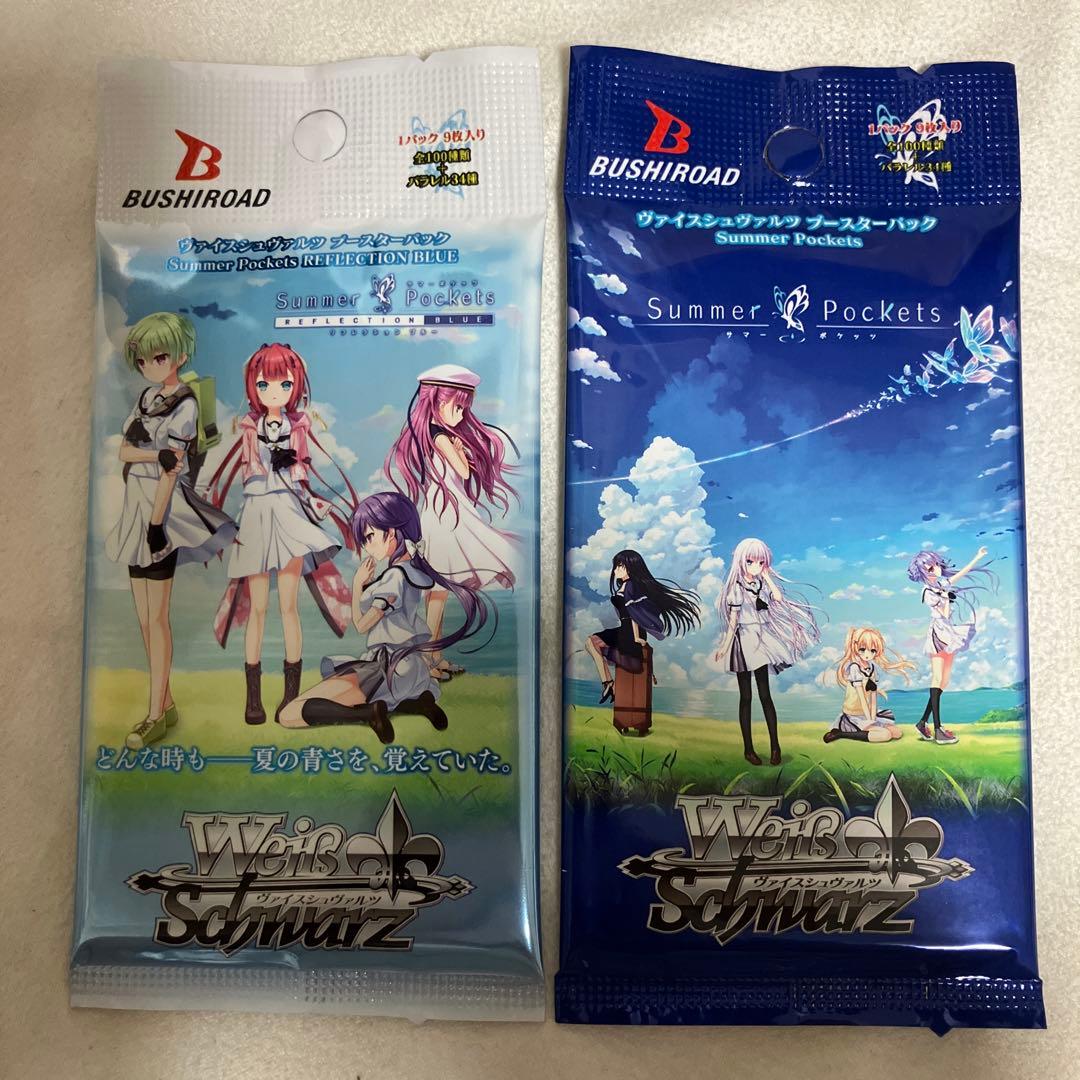 BUSHIROAD
1パック 9枚入り
全100種類
+
パラレル34種
ヴァイスシュヴァルツ ブースターパック
Summer Pockets REFLECTION BLUE
サマーポケッツ
Summer Pockets
REFLECTION BLUE
リフレクションブルー
どんな時も——夏の青さを、覚えていた。
Weiß
ヴァイスシュヴァルツ
Schwarz
BUSHIROAD
1パック 9枚入り
全100種類
+
パラレル34種
ヴァイスシュヴァルツ ブースターパック
Summer Pockets
Summer Pockets
サマー ポケッツ
Weiß
ヴァイスシュヴァルツ
Schwarz